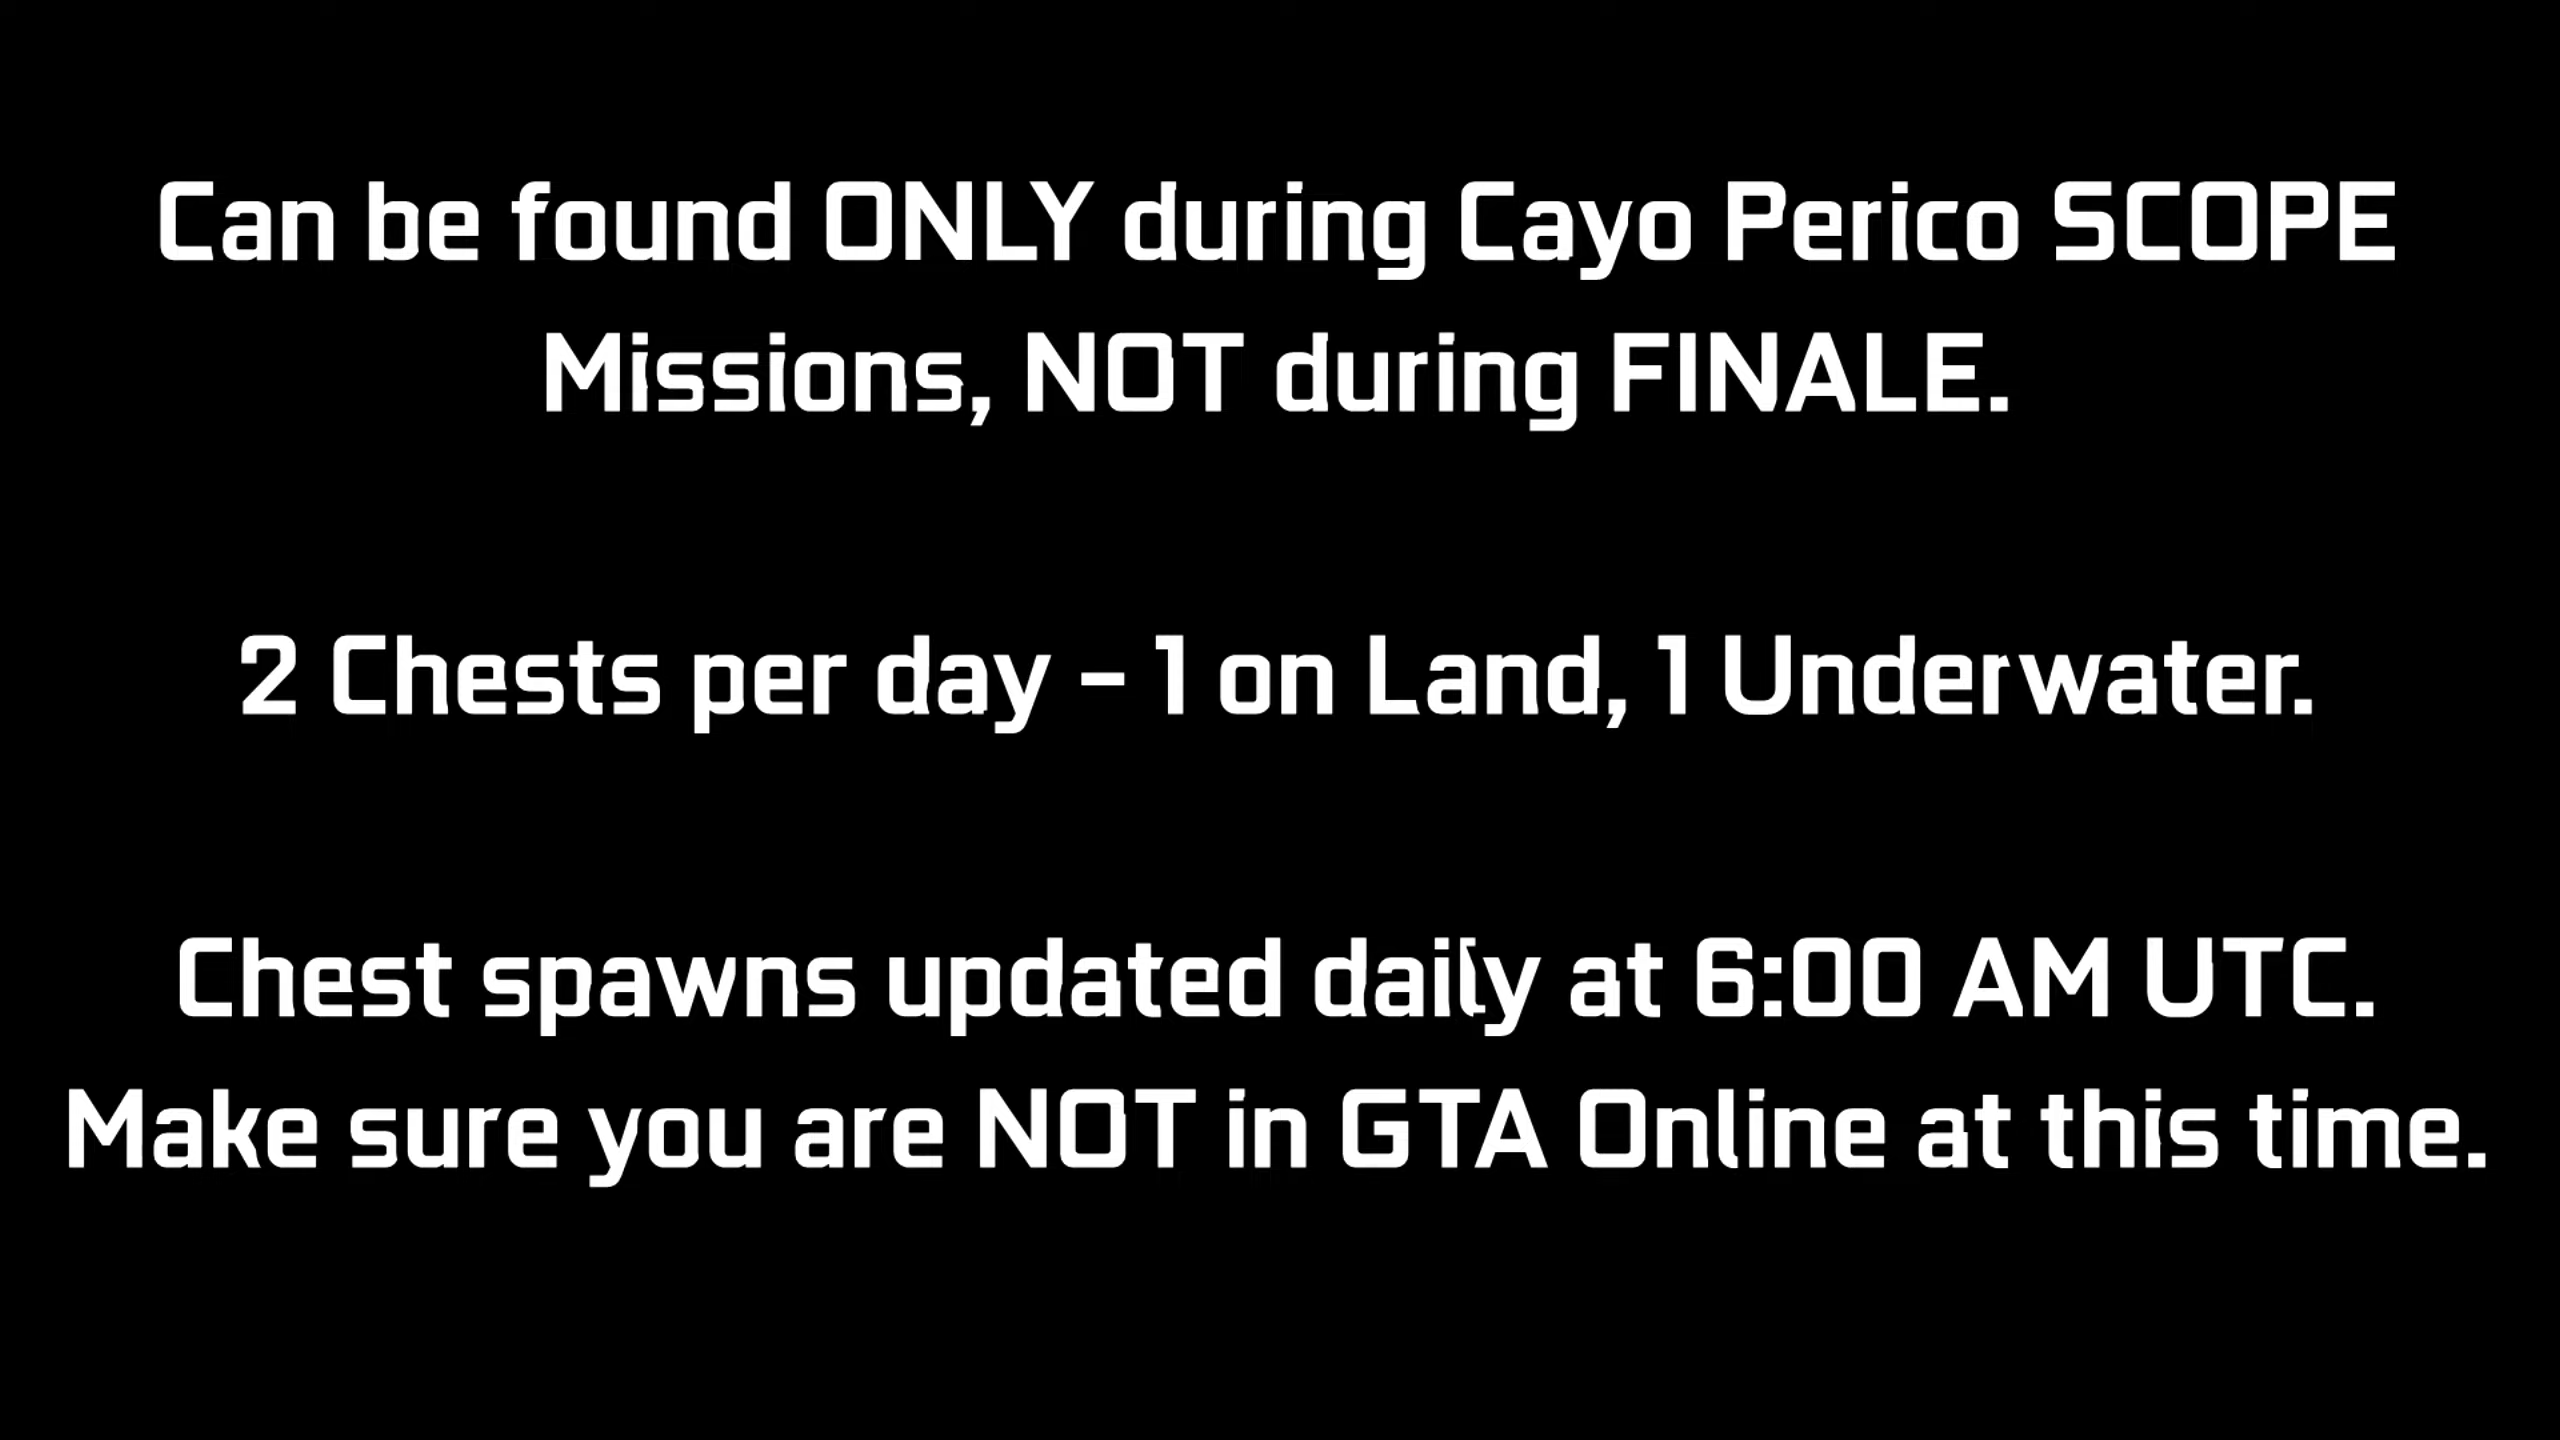 Can be found ONLY during Cayo Perico SCOPE
Missions, NOT during FINALE.
2 Chests per day - 1 on Land, 1 Underwater.
Chest spawns updated daily at 6:00 AM UTC.
Make sure you are NOT in GTA Online at this time.